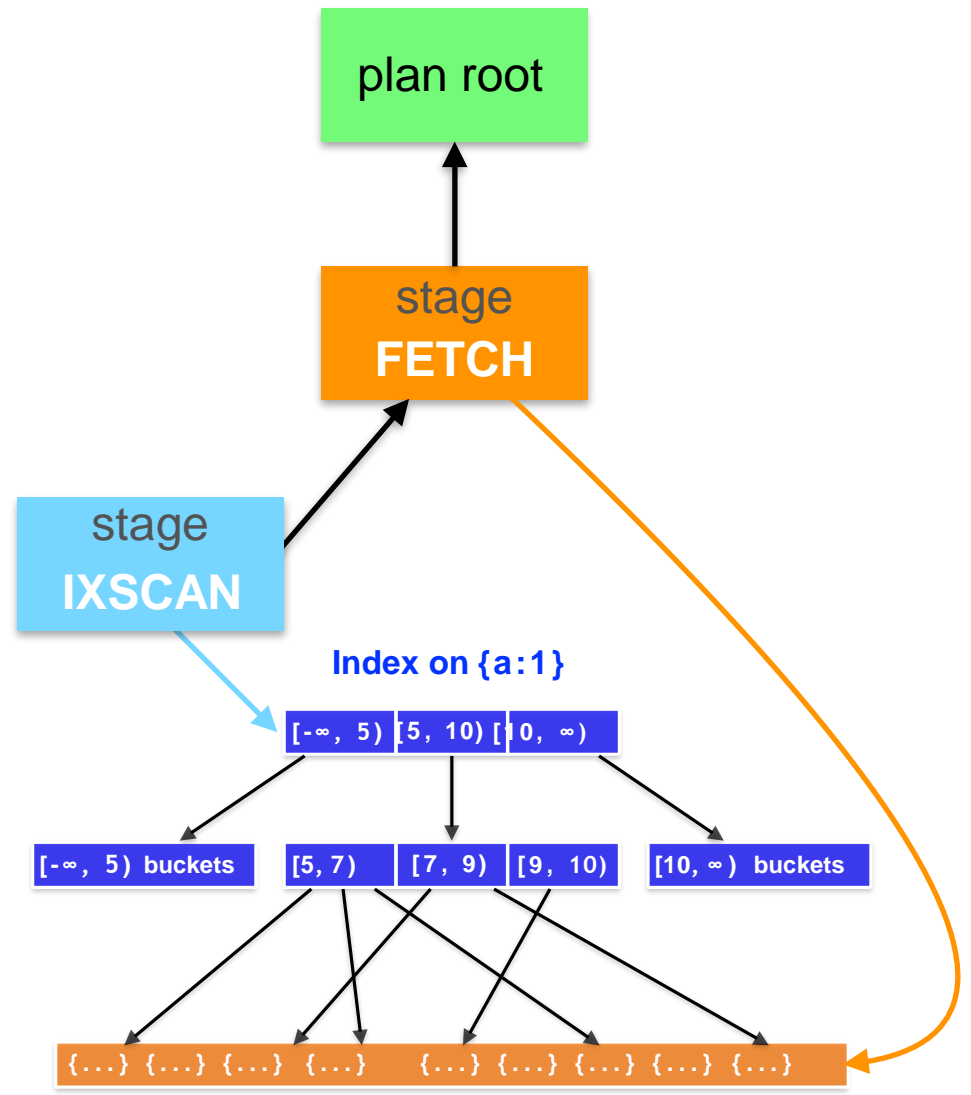 plan root
stage
FETCH
stage
IXSCAN
Index on {a:1}
[-∞, 5) [5, 10) [10, ∞)
[-∞, 5) buckets [5, 7) [7, 9) [9, 10) [10, ∞) buckets
{...} {...} {...} {...} {...} {...} {...} {...} {...}